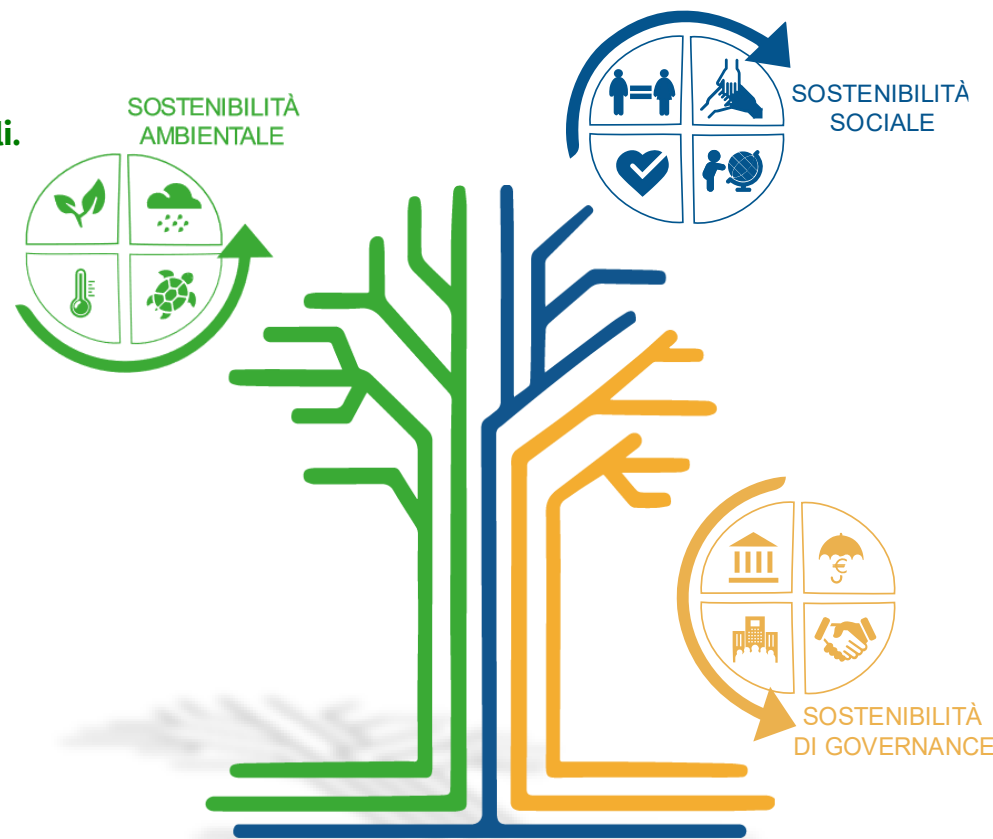 SOSTENIBILITÀ
AMBIENTALE
li.
SOSTENIBILITÀ
SOCIALE
€
SOSTENIBILITÀ
DI GOVERNANCE